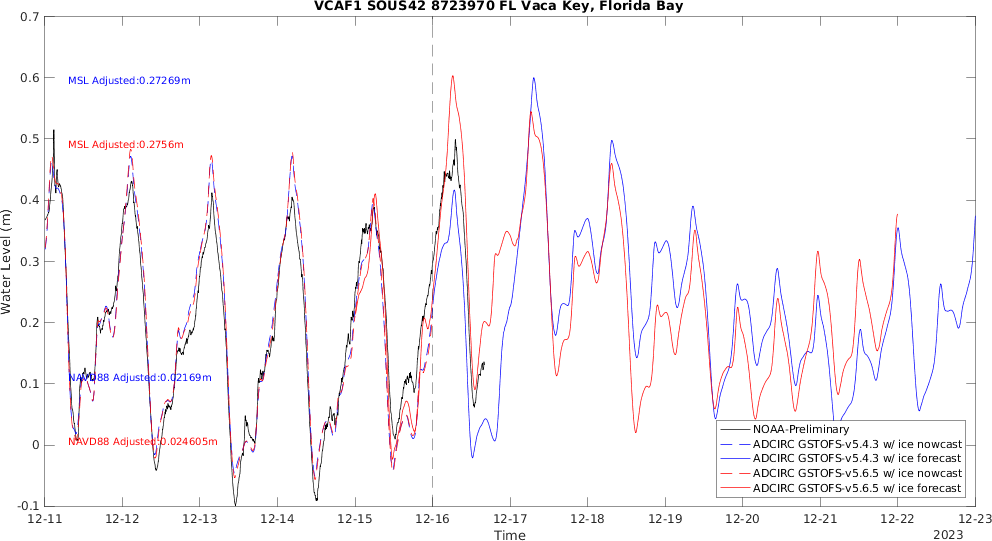 VCAF1 SOUS42 8723970 FL Vaca Key, Florida Bay
Water Level (m)
0.7
0.6
0.5
0.4
0.3
0.2
0.1
0
-0.1
MSL Adjusted:0.27269m
MSL Adjusted:0.2756m
NAVD88 Adjusted:0.02169m
NAVD88 Adjusted:0.024605m
NOAA-Preliminary
ADCIRC GSTOFS-v5.4.3 w/ ice nowcast
ADCIRC GSTOFS-v5.4.3 w/ ice forecast
ADCIRC GSTOFS-v5.6.5 w/ ice nowcast
ADCIRC GSTOFS-v5.6.5 w/ ice forecast
12-11 12-12 12-13 12-14 12-15 12-16 12-17 12-18 12-19 12-20 12-21 12-22 12-23
Time
2023